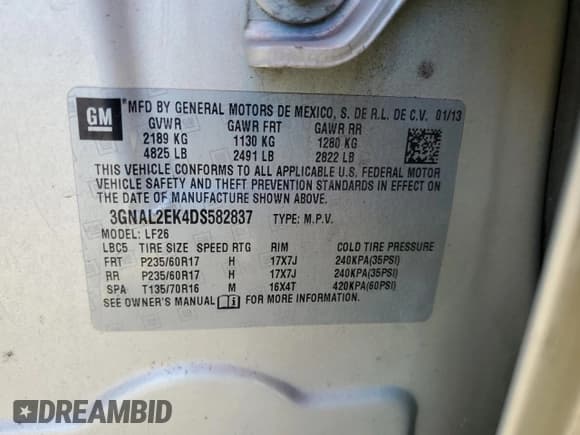 GM
MFD BY GENERAL MOTORS DE MEXICO, S. DE R.L. DE C.V. 01/13
GVWR GAWR FRT GAWR RR
2189 KG 1130 KG 1280 KG
4825 LB 2491 LB 2822 LB
THIS VEHICLE CONFORMS TO ALL APPLICABLE U.S. FEDERAL MOTOR
VEHICLE SAFETY AND THEFT PREVENTION STANDARDS IN EFFECT ON
THE DATE OF MANUFACTURE SHOWN ABOVE.
3GNAL2EK4DS582837 TYPE: M.P.V.
MODEL: LF26
LBC5 TIRE SIZE SPEED RTG RIM COLD TIRE PRESSURE
FRT P235/60R17 H 17X7J 240KPA(35PSI)
RR P235/60R17 H 17X7J 240KPA(35PSI)
SPA T135/70R16 M 16X4T 420KPA(60PSI)
SEE OWNER'S MANUAL FOR MORE INFORMATION.
DREAMBID